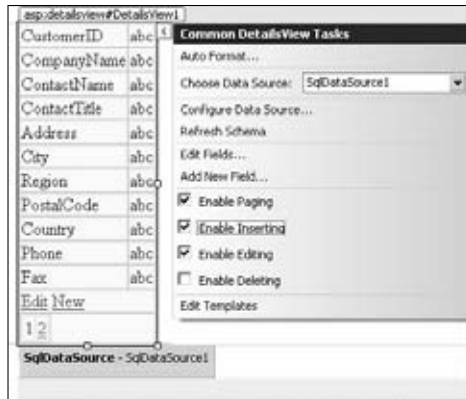 asp:detailsview#DetailsView1
CustomerID abc
CompanyName abc
ContactName abc
ContactTitle abc
Address abc
City abc
Region abc
PostalCode abc
Country abc
Phone abc
Fax abc
Edit New
1 2
SqlDataSource - SqlDataSource1
Common DetailsView Tasks
Auto Format...
Choose Data Source: SqlDataSource1
Configure Data Source...
Refresh Schema
Edit Fields...
Add New Field...
Enable Paging
Enable Inserting
Enable Editing
Enable Deleting
Edit Templates